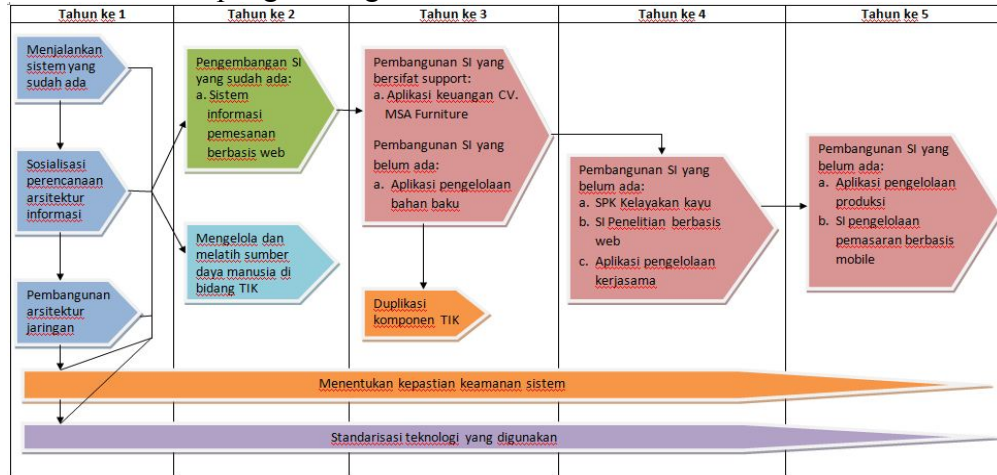 Tahun ke 1
Tahun ke 2
Tahun ke 3
Tahun ke 4
Tahun ke 5
Menjalankan
sistem yang
sudah ada
Sosialisasi
perencanaan
arsitektur
informasi
Pembangunan
arsitektur
jaringan
Pengembangan SI
yang sudah ada:
a. Sistem
informasi
pemesanan
berbasis web
Mengelola dan
melatih sumber
daya manusia di
bidang TIK
Pembangunan SI yang
bersifat support:
a. Aplikasi keuangan CV.
MSA Furniture
Pembangunan SI yang
belum ada:
a. Aplikasi pengelolaan
bahan baku
Duplikasi
komponen TIK
Pembangunan SI yang
belum ada:
a. SPK Kelayakan kayu
b. SI Penelitian berbasis
web
c. Aplikasi pengelolaan
kerjasama
Pembangunan SI yang
belum ada:
a. Aplikasi pengelolaan
produksi
b. SI pengelolaan
pemasaran berbasis
mobile
Menentukan kepastian keamanan sistem
Standarisasi teknologi yang digunakan